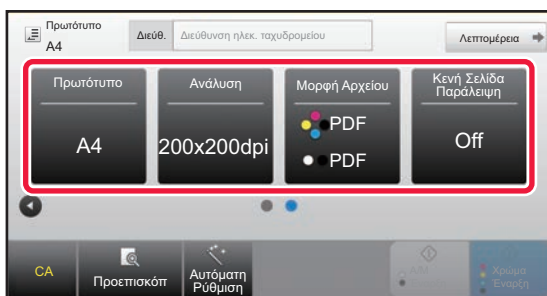 Πρωτότυπο
A4
Διεύθ.
Διεύθυνση ηλεκ. ταχυδρομείου
Λεπτομέρεια
Πρωτότυπο
A4
Ανάλυση
200x200dpi
Μορφή Αρχείου
PDF
PDF
Κενή Σελίδα
Παράλειψη
Off
CA
Προεπισκόπ
Αυτόματη
Ρύθμιση
Α/Μ
Έναρξη
Χρώμα
Έναρξη